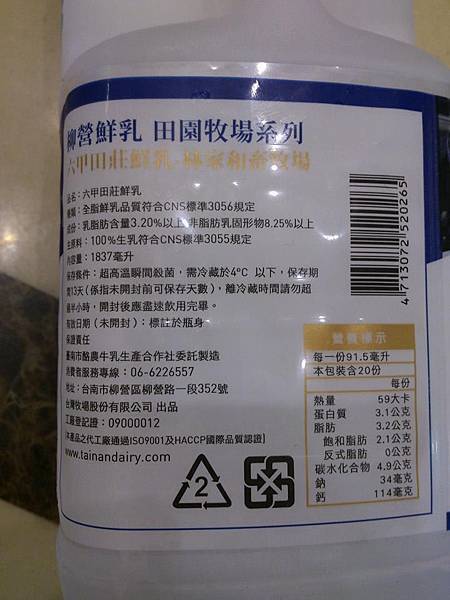 柳營鮮乳 田園牧場系列
六甲田莊鮮乳-林家和畜牧場
品名：六甲田莊鮮乳
種類：全脂鮮乳品質符合CNS標準3056規定
成份：乳脂肪含量3.20%以上 非脂肪乳固形物8.25%以上
主原料：100%生乳符合CNS標準3055規定
內容量：1837毫升
保存條件：超高溫瞬間殺菌，需冷藏於4°C 以下，保存期
間13天（係指未開封前可保存天數），離冷藏時間請勿超
過半小時，開封後應盡速飲用完畢。
有效日期（未開封）：標註於瓶身
保證責任
臺南市酪農牛乳生產合作社委託製造
消費者服務專線：06-6226557
地址：台南市柳營區柳營路一段352號
台灣牧場股份有限公司 出品
工廠登記證：09000012
【本產品之代工廠通過ISO9001及HACCP國際品質認證】
www.tainandairy.com
2
4713072520265
營養標示
每一份91.5毫升
本包裝含20份
每份
熱量 59大卡
蛋白質 3.1公克
脂肪 3.2公克
飽和脂肪 2.1公克
反式脂肪 0公克
碳水化合物 4.9公克
鈉 34毫克
鈣 114毫克